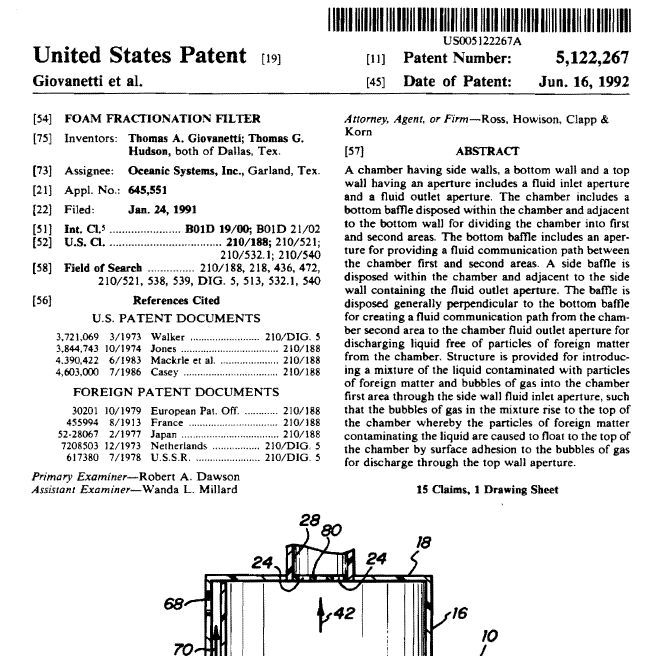 US005122267A
United States Patent [19]
Giovanetti et al.
[11] Patent Number: 5,122,267
[45] Date of Patent: Jun. 16, 1992
[54] FOAM FRACTIONATION FILTER
[75] Inventors: Thomas A. Giovanetti; Thomas G.
Hudson, both of Dallas, Tex.
[73] Assignee: Oceanic Systems, Inc., Garland, Tex.
[21] Appl. No.: 645,551
[22] Filed: Jan. 24, 1991
[51] Int. Cl.5 ........................ B01D 19/00; B01D 21/02
[52] U.S. Cl. .................................... 210/188; 210/521;
210/532.1; 210/540
[58] Field of Search ............... 210/188, 218, 436, 472,
210/521, 538, 539, DIG. 5, 513, 532.1, 540
[56] References Cited
U.S. PATENT DOCUMENTS
3,721,069 3/1973 Walker ...................... 210/DIG. 5
3,844,743 10/1974 Jones ............................. 210/188
4,390,422 6/1983 Mackrle et al. ................ 210/188
4,603,000 7/1986 Casey ............................ 210/188
FOREIGN PATENT DOCUMENTS
30201 10/1979 European Pat. Off. ............ 210/188
455994 8/1913 France ............................ 210/188
52-28067 2/1977 Japan ............................. 210/188
7208503 12/1973 Netherlands .................. 210/DIG. 5
617380 7/1978 U.S.S.R. ...................... 210/DIG. 5
Primary Examiner—Robert A. Dawson
Assistant Examiner—Wanda L. Millard
Attorney, Agent, or Firm—Ross, Howison, Clapp &
Korn
[57] ABSTRACT
A chamber having side walls, a bottom wall and a top
wall having an aperture includes a fluid inlet aperture
and a fluid outlet aperture. The chamber includes a
bottom baffle disposed within the chamber and adjacent
to the bottom wall for dividing the chamber into first
and second areas. The bottom baffle includes an aper-
ture for providing a fluid communication path between
the chamber first and second areas. A side baffle is
disposed within the chamber and adjacent to the side
wall containing the fluid outlet aperture. The baffle is
disposed generally perpendicular to the bottom baffle
for creating a fluid communication path from the cham-
ber second area to the chamber fluid outlet aperture for
discharging liquid free of particles of foreign matter
from the chamber. Structure is provided for introduc-
ing a mixture of the liquid contaminated with particles
of foreign matter and bubbles of gas into the chamber
first area through the side wall fluid inlet aperture, such
that the bubbles of gas in the mixture rise to the top of
the chamber whereby the particles of foreign matter
contaminating the liquid are caused to float to the top of
the chamber by surface adhesion to the bubbles of gas
for discharge through the top wall aperture.
15 Claims, 1 Drawing Sheet
28 80
24 24 18
68 42 16
70 10